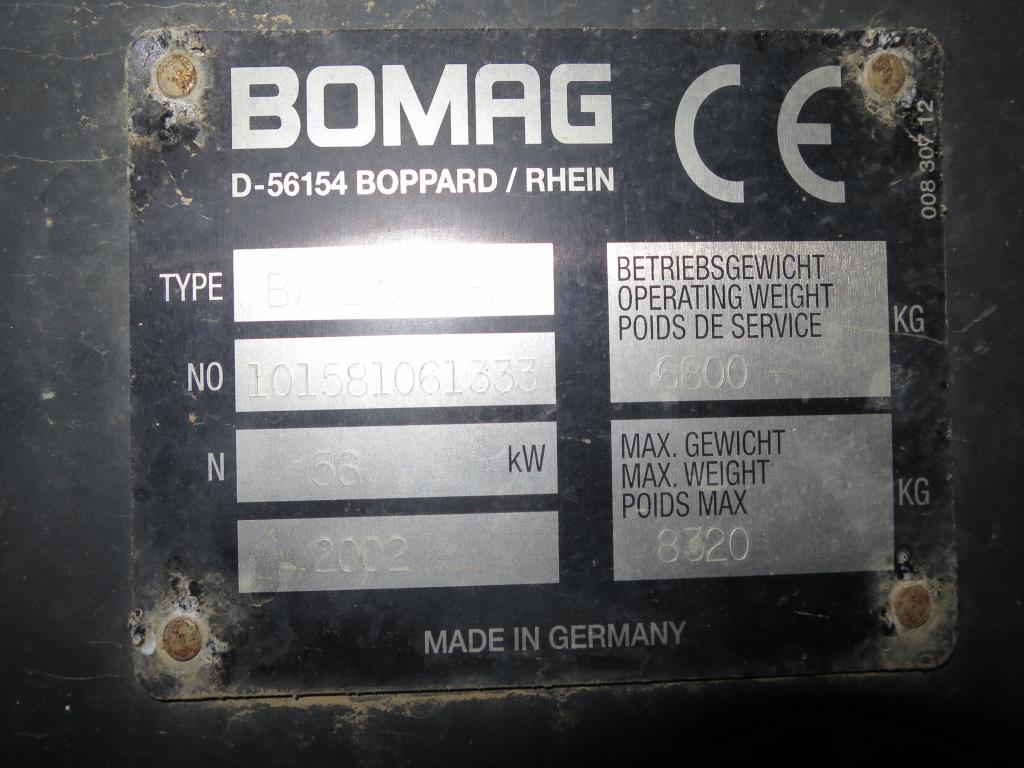 BOMAG CE
D-56154 BOPPARD / RHEIN
008 307 12
TYPE BW
NO 101581061333
N 56 kW
2002
BETRIEBSGEWICHT
OPERATING WEIGHT
POIDS DE SERVICE
6800 KG
MAX. GEWICHT
MAX. WEIGHT
POIDS MAX
8320 KG
MADE IN GERMANY